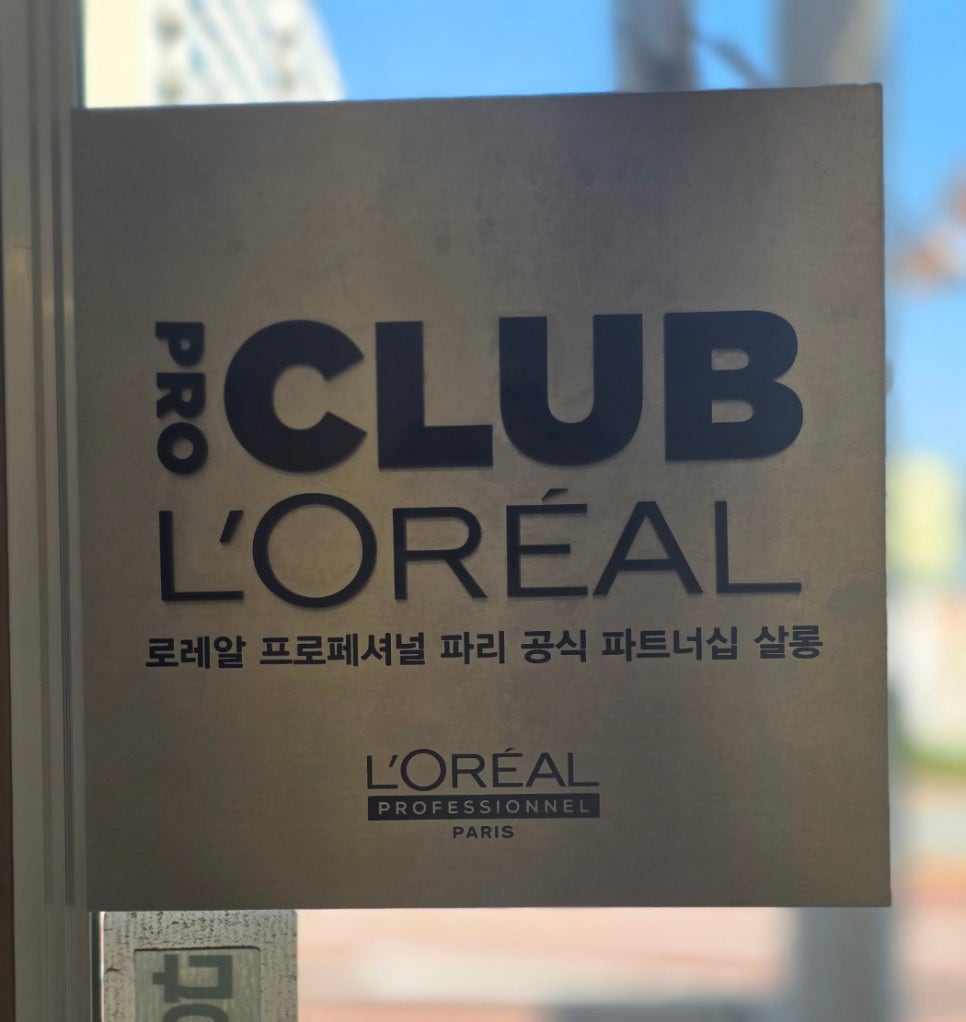 PRO CLUB
L'ORÉAL
로레알 프로페셔널 파리 공식 파트너십 살롱
L'ORÉAL
PROFESSIONNEL
PARIS